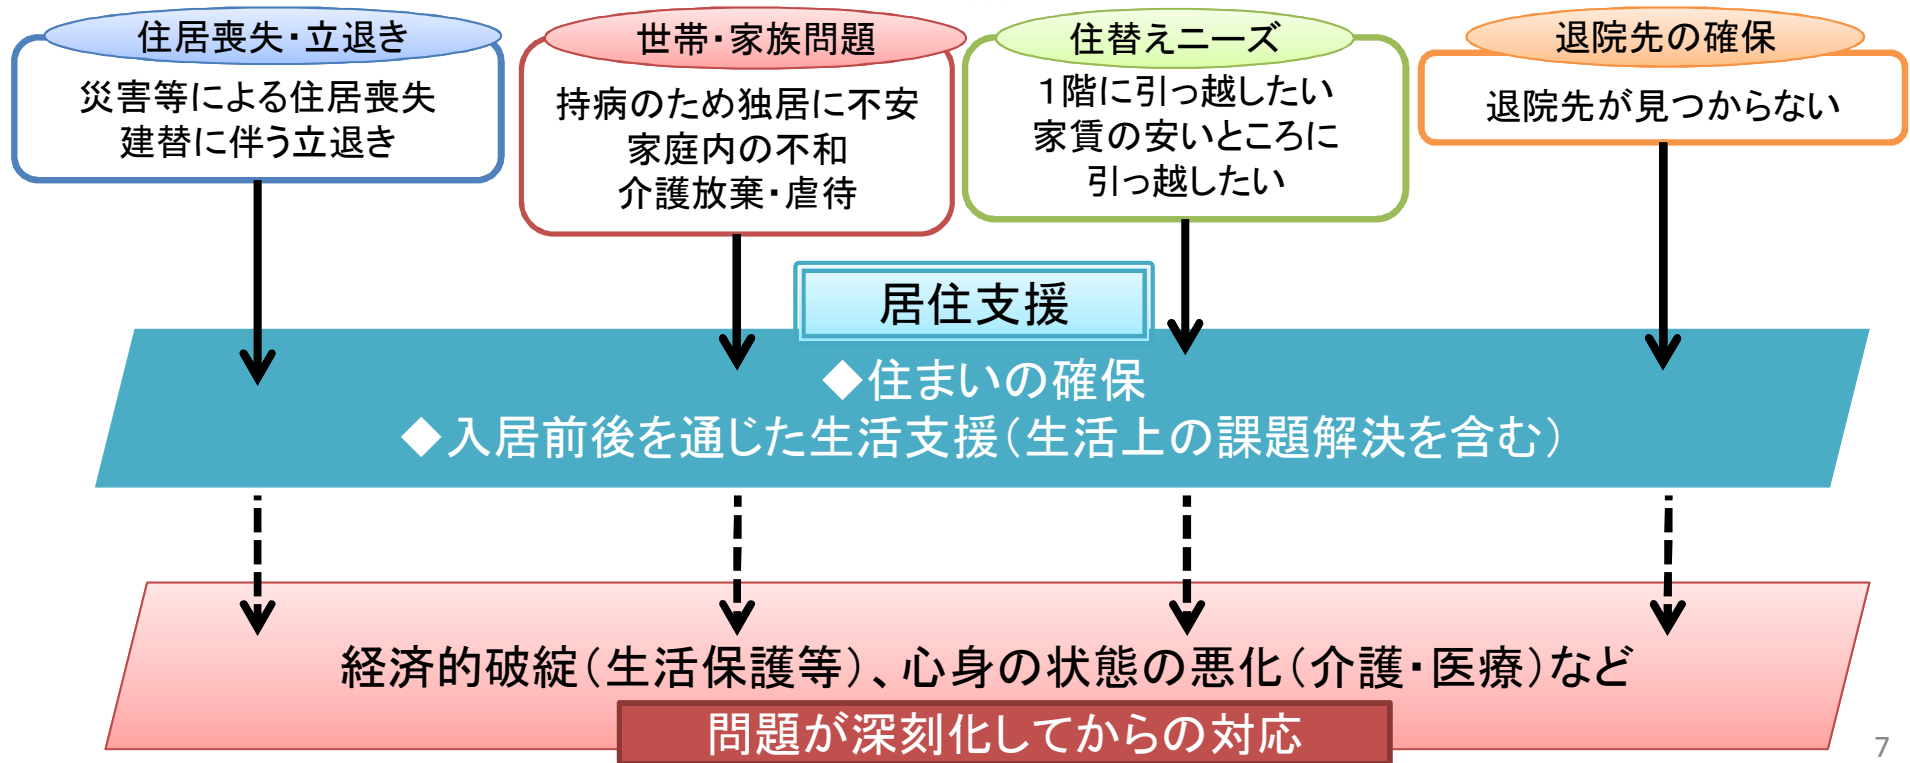 住居喪失・立退き
災害等による住居喪失
建替に伴う立退き
世帯・家族問題
持病のため独居に不安
家庭内の不和
介護放棄・虐待
住替えニーズ
１階に引っ越したい
家賃の安いところに
引っ越したい
退院先の確保
退院先が見つからない
居住支援
◆住まいの確保
◆入居前後を通じた生活支援（生活上の課題解決を含む）
経済的破綻（生活保護等）、心身の状態の悪化（介護・医療）など
問題が深刻化してからの対応
7